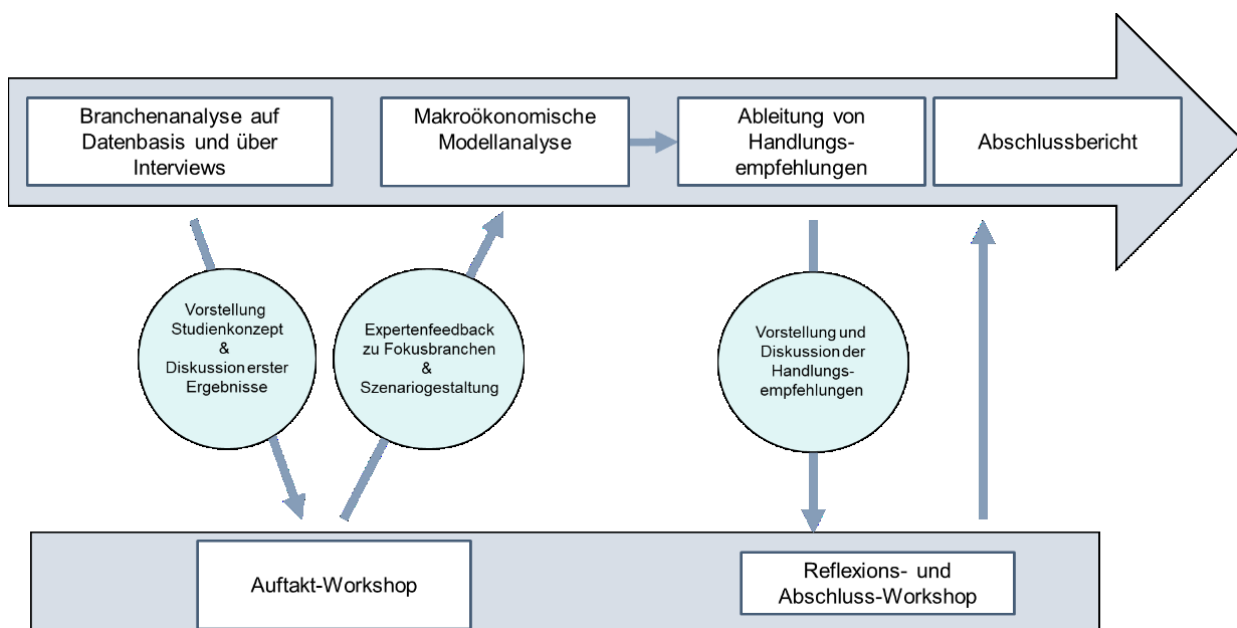 Branchenanalyse auf
Datenbasis und über
Interviews
Makroökonomische
Modellanalyse
Ableitung von
Handlungs-
empfehlungen
Abschlussbericht
Vorstellung
Studienkonzept
&
Diskussion erster
Ergebnisse
Expertenfeedback
zu Fokusbranchen
&
Szenariogestaltung
Vorstellung und
Diskussion der
Handlungs-
empfehlungen
Auftakt-Workshop
Reflexions- und
Abschluss-Workshop